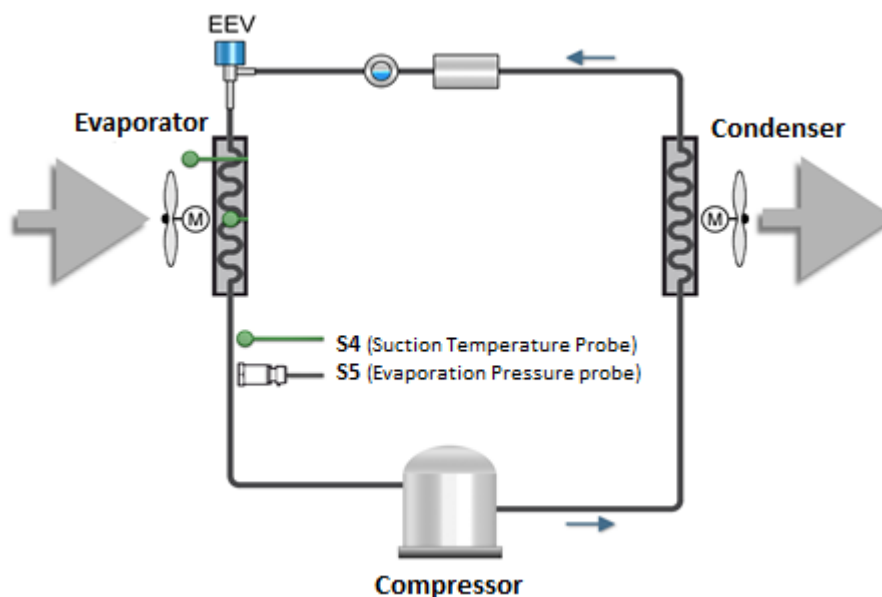 EEV
Evaporator
Condenser
M
M
S4 (Suction Temperature Probe)
S5 (Evaporation Pressure probe)
Compressor